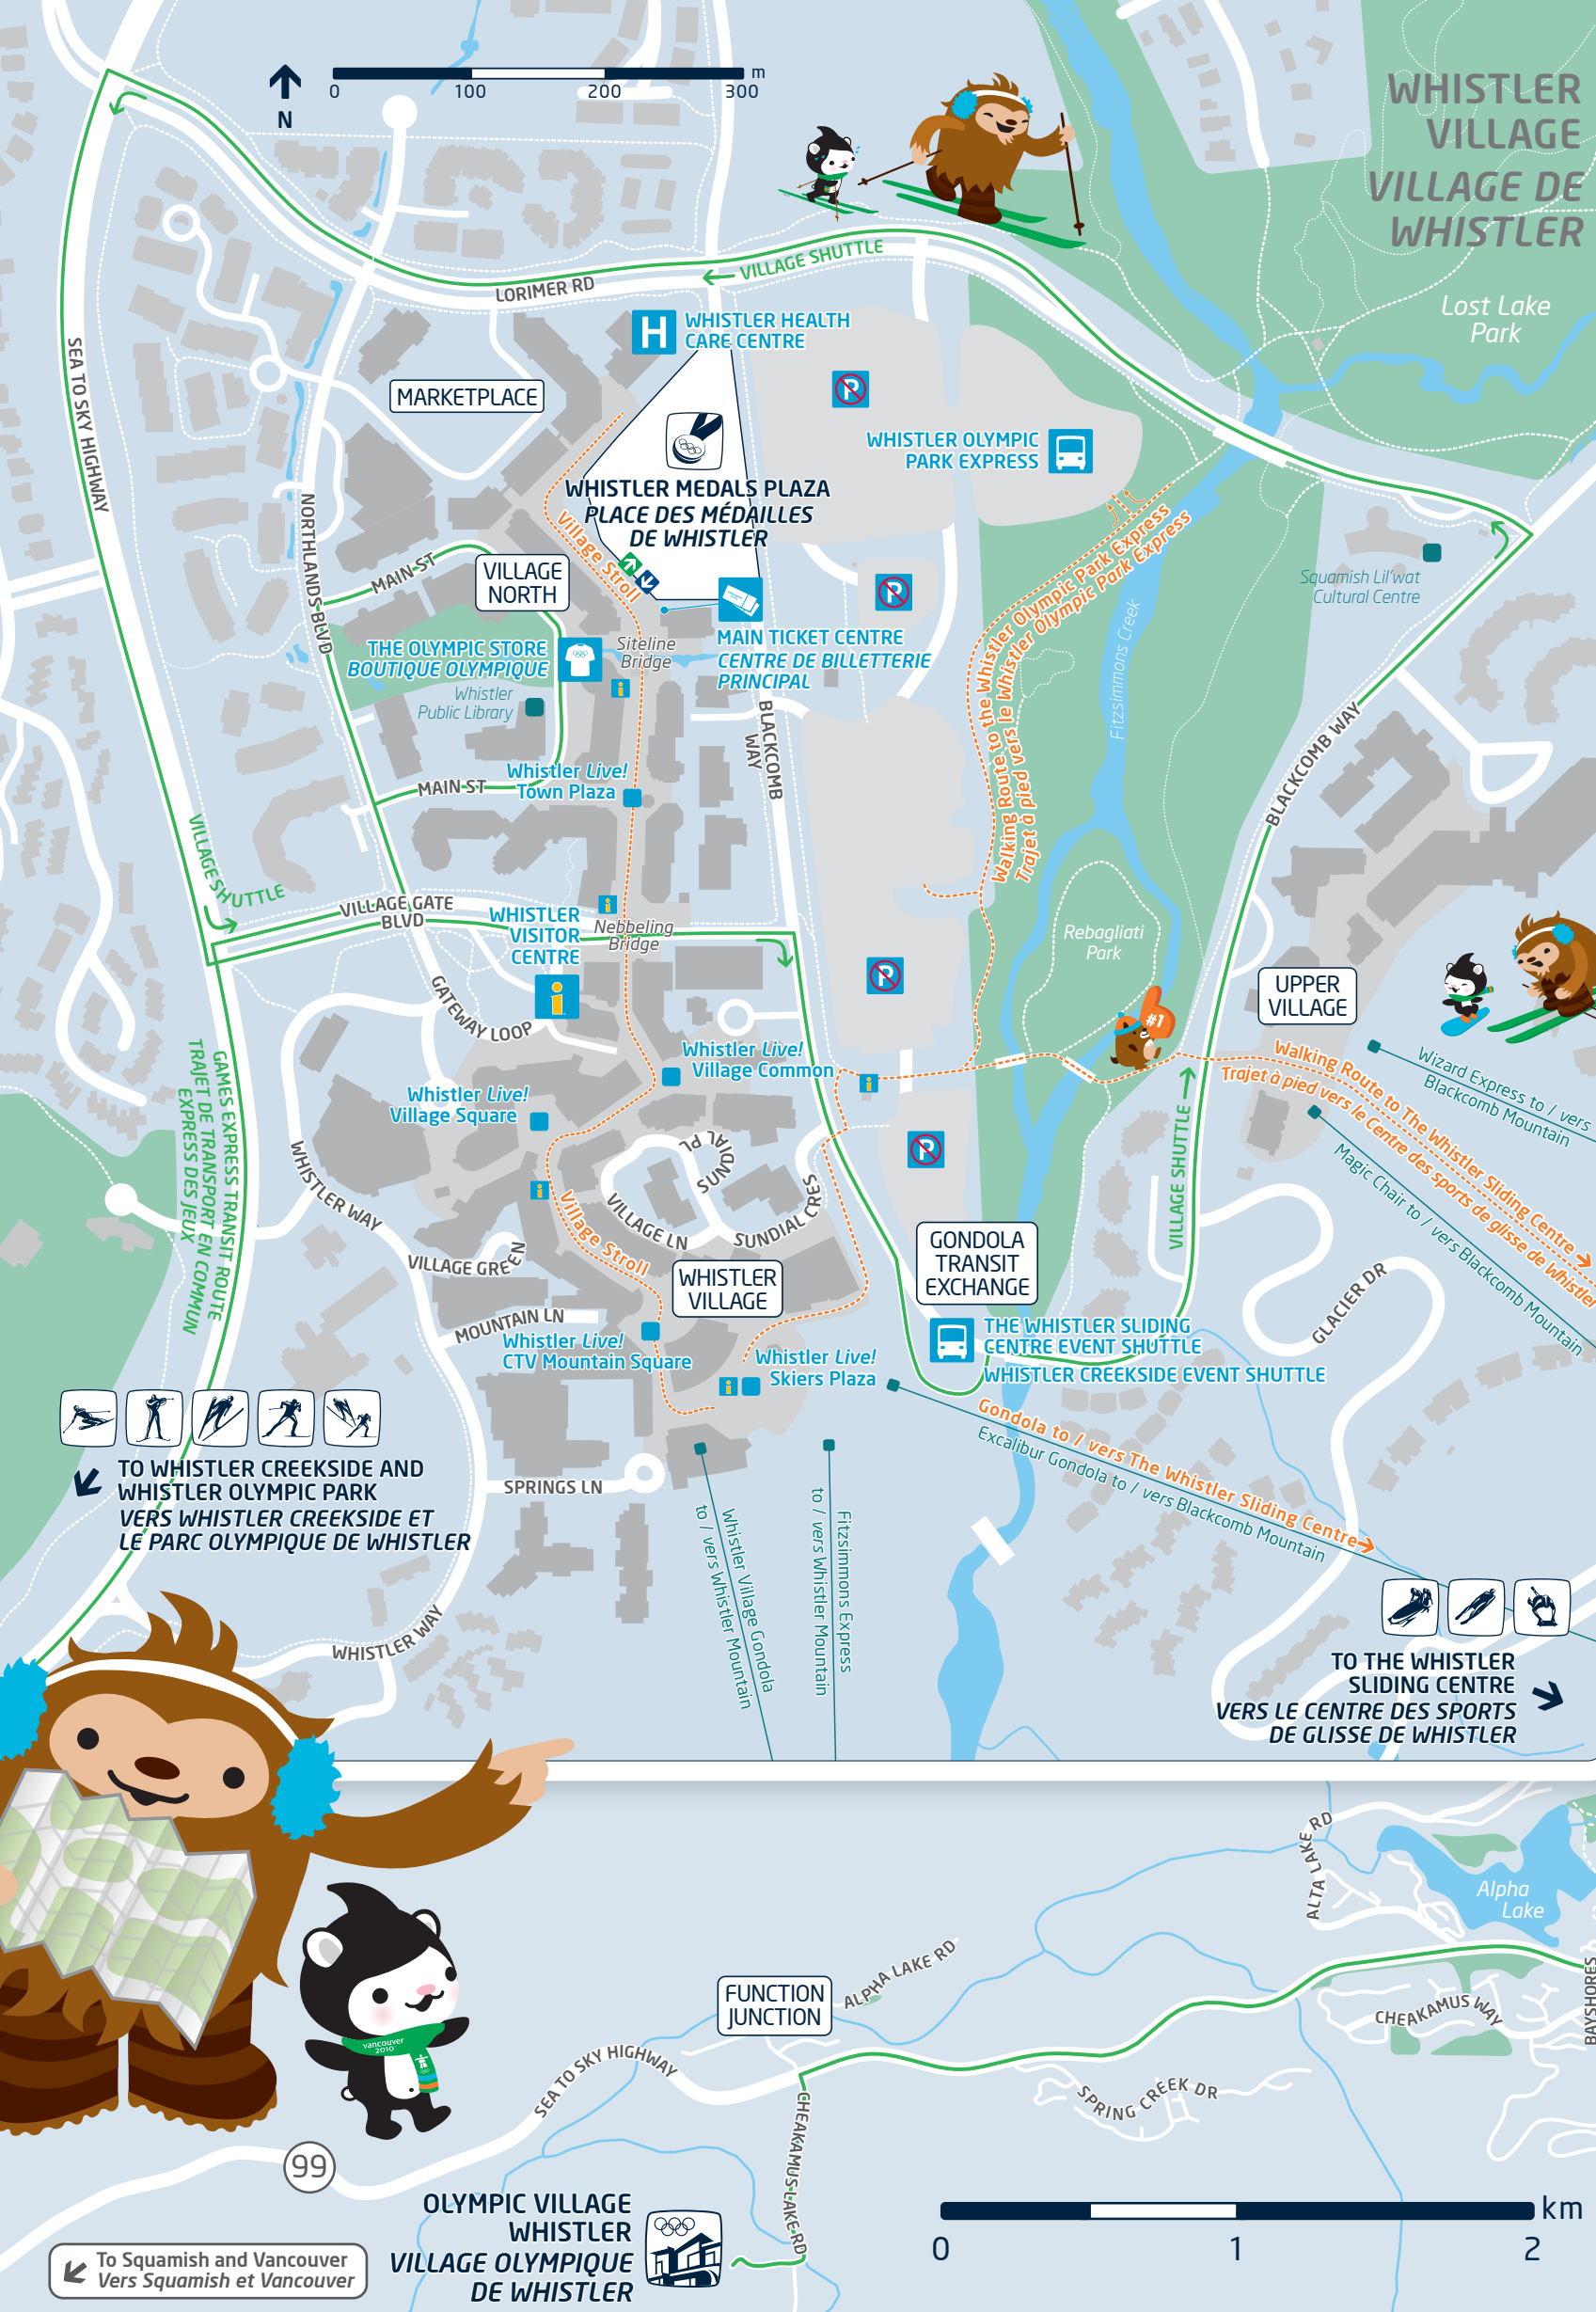 WHISTLER
VILLAGE
VILLAGE DE
WHISTLER
N
0
100
200
300
m
VILLAGE SHUTTLE
LORIMER RD
Lost Lake
Park
WHISTLER HEALTH
CARE CENTRE
H
SEA TO SKY HIGHWAY
MARKETPLACE
P
WHISTLER OLYMPIC
PARK EXPRESS
WHISTLER MEDALS PLAZA
PLACE DES MÉDAILLES
DE WHISTLER
NORTHLANDS BLVD
Village Stroll
MAIN ST
VILLAGE
NORTH
P
Squamish Lil'wat
Cultural Centre
Walking Route to the Whistler Olympic Park Express
Trajet à pied vers le Whistler Olympic Park Express
Fitzsimmons Creek
THE OLYMPIC STORE
BOUTIQUE OLYMPIQUE
Siteline
Bridge
MAIN TICKET CENTRE
CENTRE DE BILLETTERIE
PRINCIPAL
i
Whistler
Public Library
BLACKCOMB
WAY
BLACKCOMB WAY
Whistler Live!
Town Plaza
MAIN ST
VILLAGE SHUTTLE
VILLAGE GATE
BLVD
i
WHISTLER
VISITOR
CENTRE
i
Nebbeling
Bridge
Rebagliati
Park
P
UPPER
VILLAGE
#1
GATEWAY LOOP
Whistler Live!
Village Common
i
Whistler Live!
Village Square
Walking Route to The Whistler Sliding Centre
Trajet à pied vers le Centre des sports de glisse de Whistler
Wizard Express to / vers
Blackcomb Mountain
Magic Chair to / vers Blackcomb Mountain
GAMES EXPRESS TRANSIT ROUTE
TRAJET DE TRANSPORT EN COMMUN
EXPRESS DES JEUX
P
WHISTLER WAY
i
SUNDIAL PL
VILLAGE LN
SUNDIAL CRES
Village Stroll
VILLAGE GREEN
VILLAGE SHUTTLE
WHISTLER
VILLAGE
GONDOLA
TRANSIT
EXCHANGE
GLACIER DR
MOUNTAIN LN
Whistler Live!
CTV Mountain Square
THE WHISTLER SLIDING
CENTRE EVENT SHUTTLE
WHISTLER CREEKSIDE EVENT SHUTTLE
Whistler Live!
Skiers Plaza
i
Gondola to / vers The Whistler Sliding Centre
Excalibur Gondola to / vers Blackcomb Mountain
TO WHISTLER CREEKSIDE AND
WHISTLER OLYMPIC PARK
VERS WHISTLER CREEKSIDE ET
LE PARC OLYMPIQUE DE WHISTLER
SPRINGS LN
Whistler Village Gondola
to / vers Whistler Mountain
Fitzsimmons Express
to / vers Whistler Mountain
WHISTLER WAY
TO THE WHISTLER
SLIDING CENTRE
VERS LE CENTRE DES SPORTS
DE GLISSE DE WHISTLER
ALTA LAKE RD
Alpha
Lake
vancouver
2010
FUNCTION
JUNCTION
ALPHA LAKE RD
SEA TO SKY HIGHWAY
CHEAKAMUS WAY
BAYSHORES
SPRING CREEK DR
CHEAKAMUS LAKE RD
99
OLYMPIC VILLAGE
WHISTLER
VILLAGE OLYMPIQUE
DE WHISTLER
km
0
1
2
To Squamish and Vancouver
Vers Squamish et Vancouver